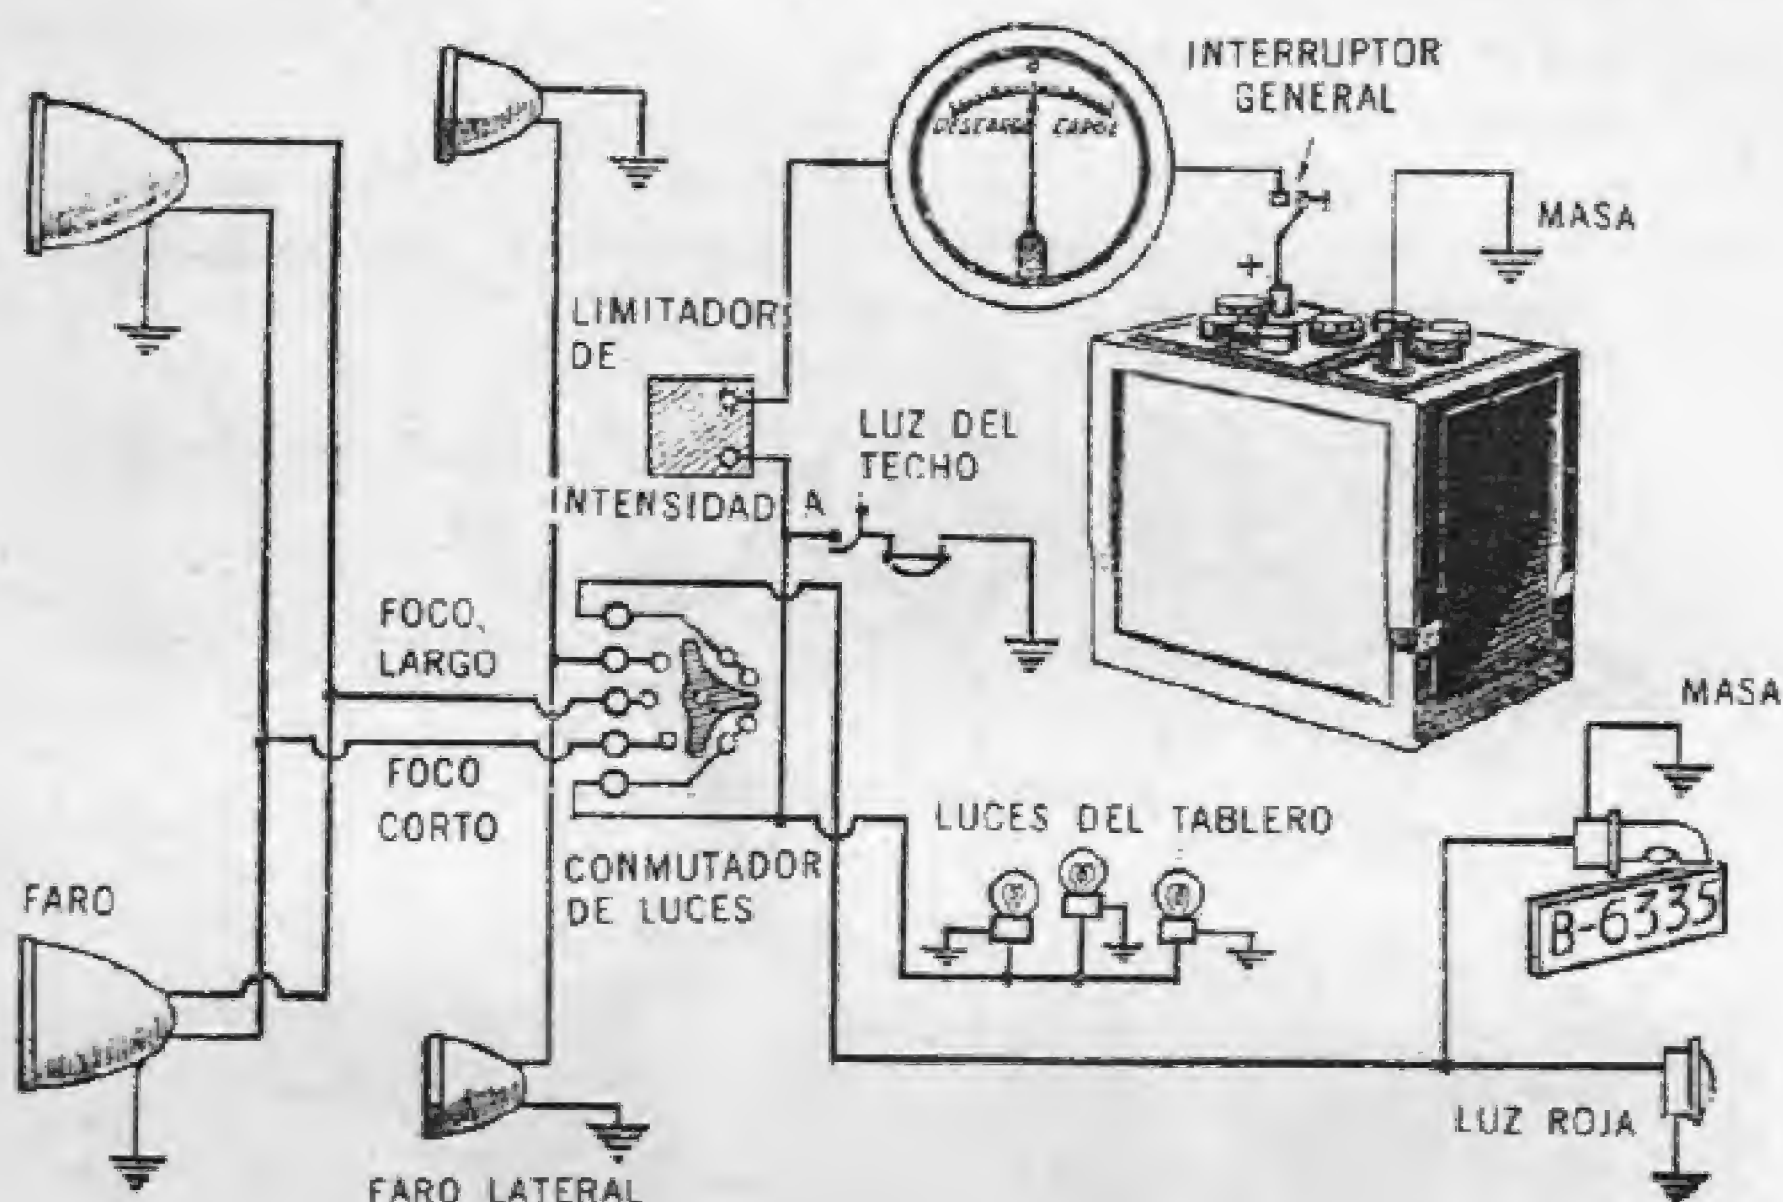 INTERRUPTOR
GENERAL
DESCARGA
MASA
+
LIMITADOR
DE
INTENSIDAD
A
LUZ DEL
TECHO
FOCO
LARGO
FOCO
CORTO
MASA
CONMUTADOR
DE LUCES
LUCES DEL TABLERO
FARO
B-6335
LUZ ROJA
FARO LATERAL